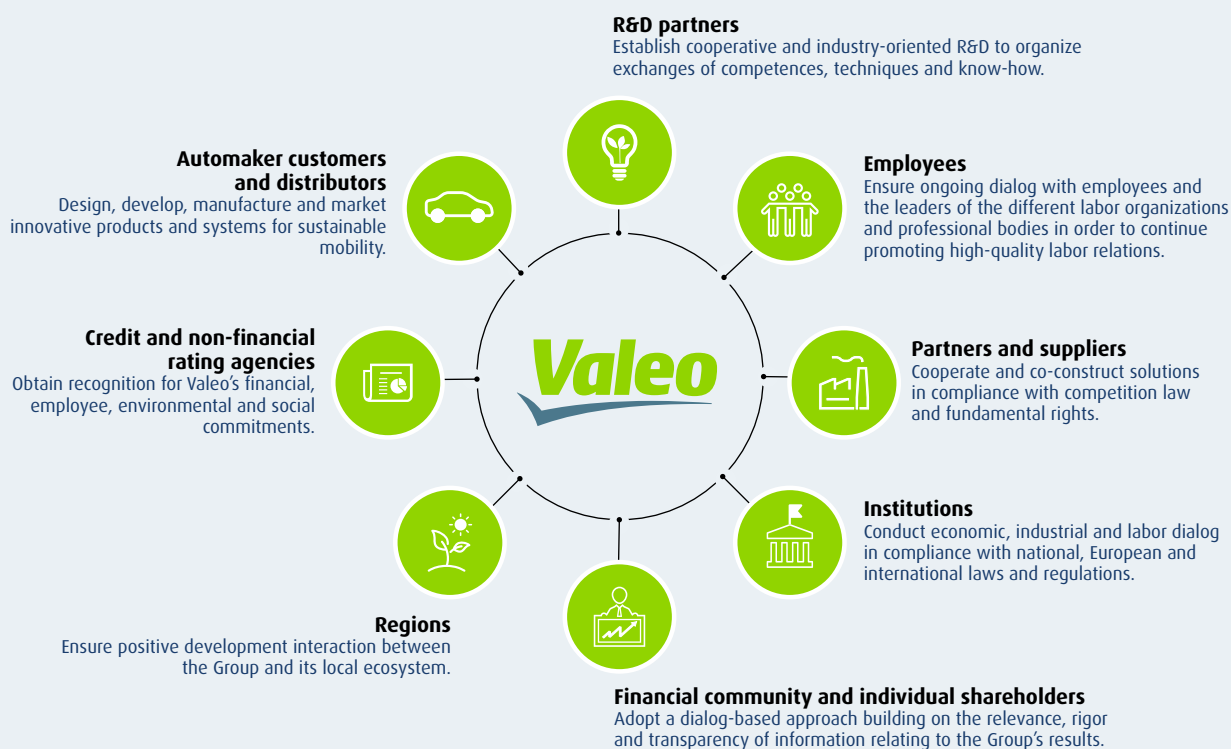 R&D partners
Establish cooperative and industry-oriented R&D to organize
exchanges of competences, techniques and know-how.
Automaker customers
and distributors
Design, develop, manufacture and market
innovative products and systems for sustainable
mobility.
Employees
Ensure ongoing dialog with employees and
the leaders of the different labor organizations
and professional bodies in order to continue
promoting high-quality labor relations.
Credit and non-financial
rating agencies
Obtain recognition for Valeo's financial,
employee, environmental and social
commitments.
Valeo
Partners and suppliers
Cooperate and co-construct solutions
in compliance with competition law
and fundamental rights.
Institutions
Conduct economic, industrial and labor dialog
in compliance with national, European and
international laws and regulations.
Regions
Ensure positive development interaction between
the Group and its local ecosystem.
Financial community and individual shareholders
Adopt a dialog-based approach building on the relevance, rigor
and transparency of information relating to the Group's results.